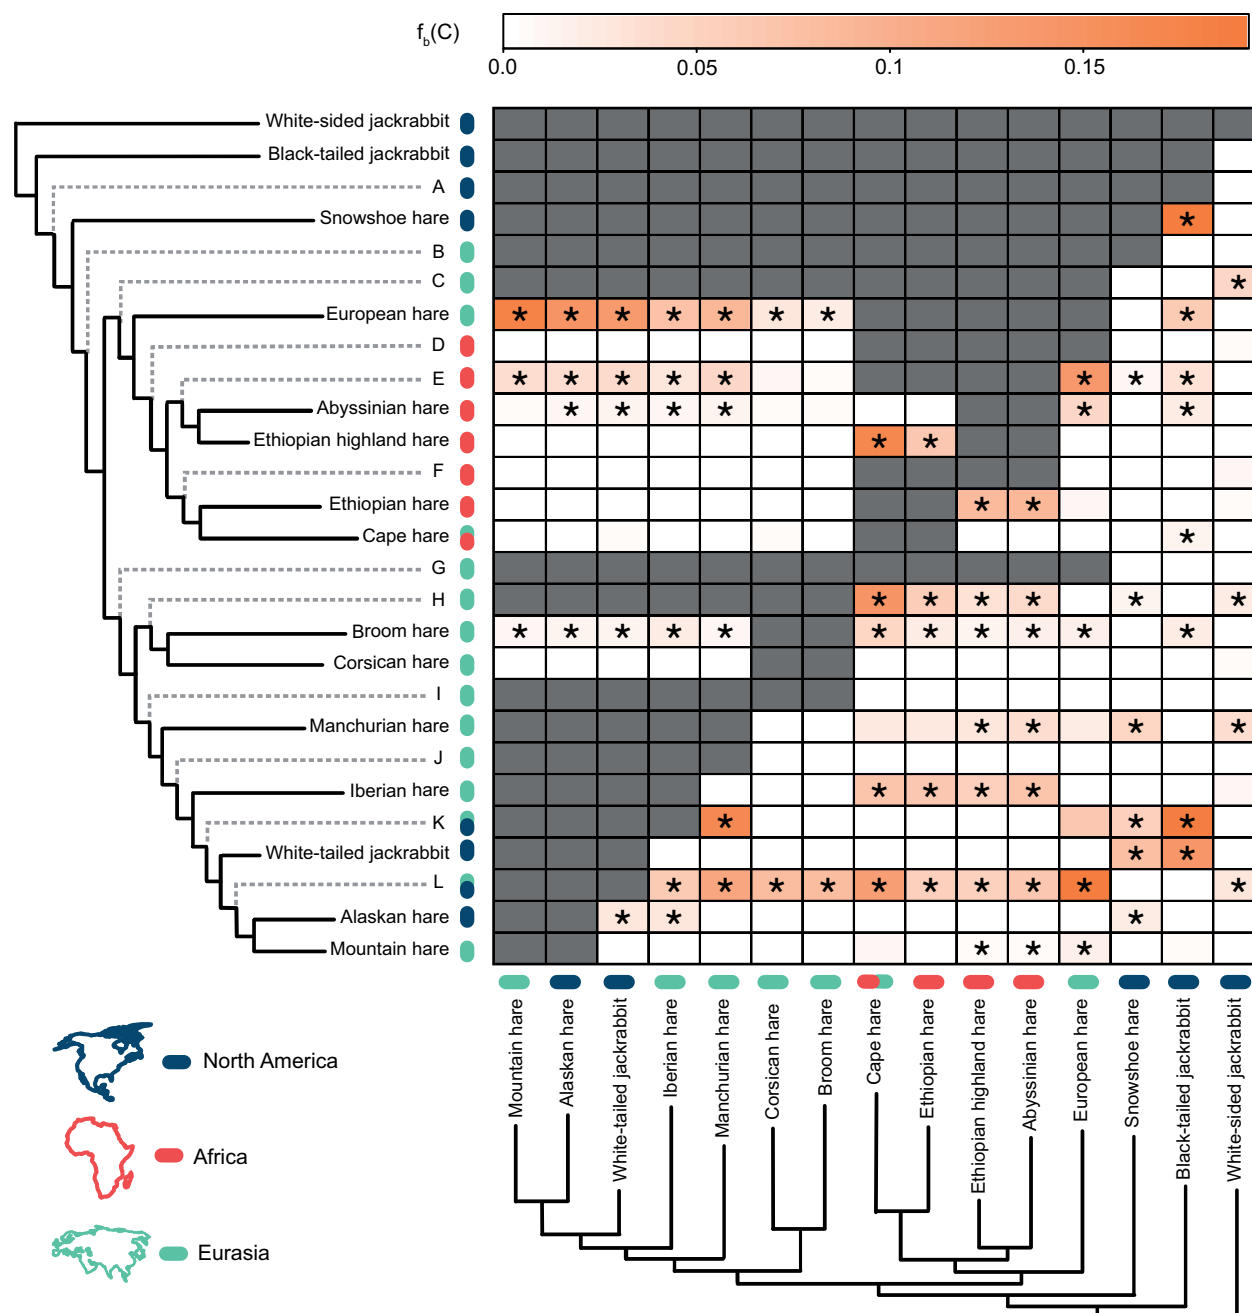 f_b(C)
0.0 0.05 0.1 0.15
White-sided jackrabbit
Black-tailed jackrabbit
A
Snowshoe hare
*
B
C
*
European hare
* * * * * * * *
D
E
* * * * * * * *
Abyssinian hare
* * * * * *
Ethiopian highland hare
* *
F
Ethiopian hare
* *
Cape hare
*
G
H
* * * * * *
Broom hare
* * * * * * * * * * *
Corsican hare
I
Manchurian hare
* * * *
J
Iberian hare
* * * *
K
* * *
White-tailed jackrabbit
* *
L
* * * * * * * * * *
Alaskan hare
* * *
Mountain hare
* * *
Mountain hare
Alaskan hare
White-tailed jackrabbit
Iberian hare
Manchurian hare
Corsican hare
Broom hare
Cape hare
Ethiopian hare
Ethiopian highland hare
Abyssinian hare
European hare
Snowshoe hare
Black-tailed jackrabbit
White-sided jackrabbit
North America
Africa
Eurasia